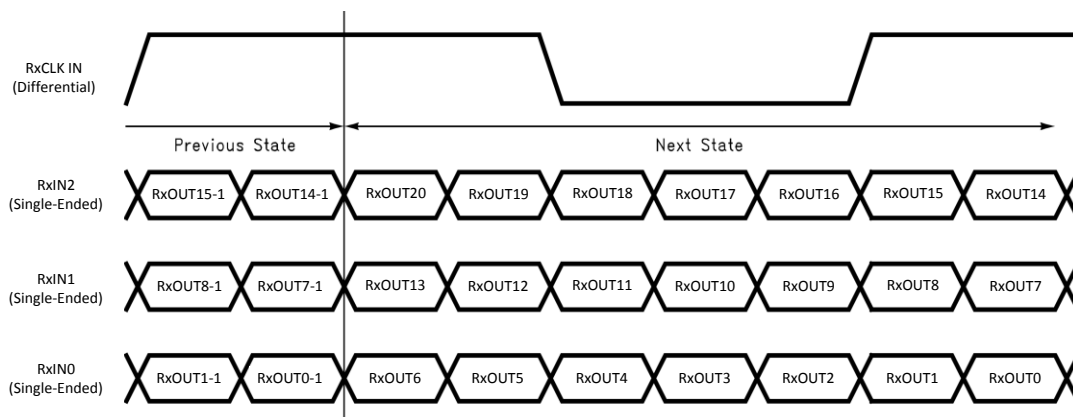 RxCLK IN
(Differential)
Previous State
Next State
RxIN2
(Single-Ended)
RxOUT15-1 RxOUT14-1 RxOUT20 RxOUT19 RxOUT18 RxOUT17 RxOUT16 RxOUT15 RxOUT14
RxIN1
(Single-Ended)
RxOUT8-1 RxOUT7-1 RxOUT13 RxOUT12 RxOUT11 RxOUT10 RxOUT9 RxOUT8 RxOUT7
RxIN0
(Single-Ended)
RxOUT1-1 RxOUT0-1 RxOUT6 RxOUT5 RxOUT4 RxOUT3 RxOUT2 RxOUT1 RxOUT0